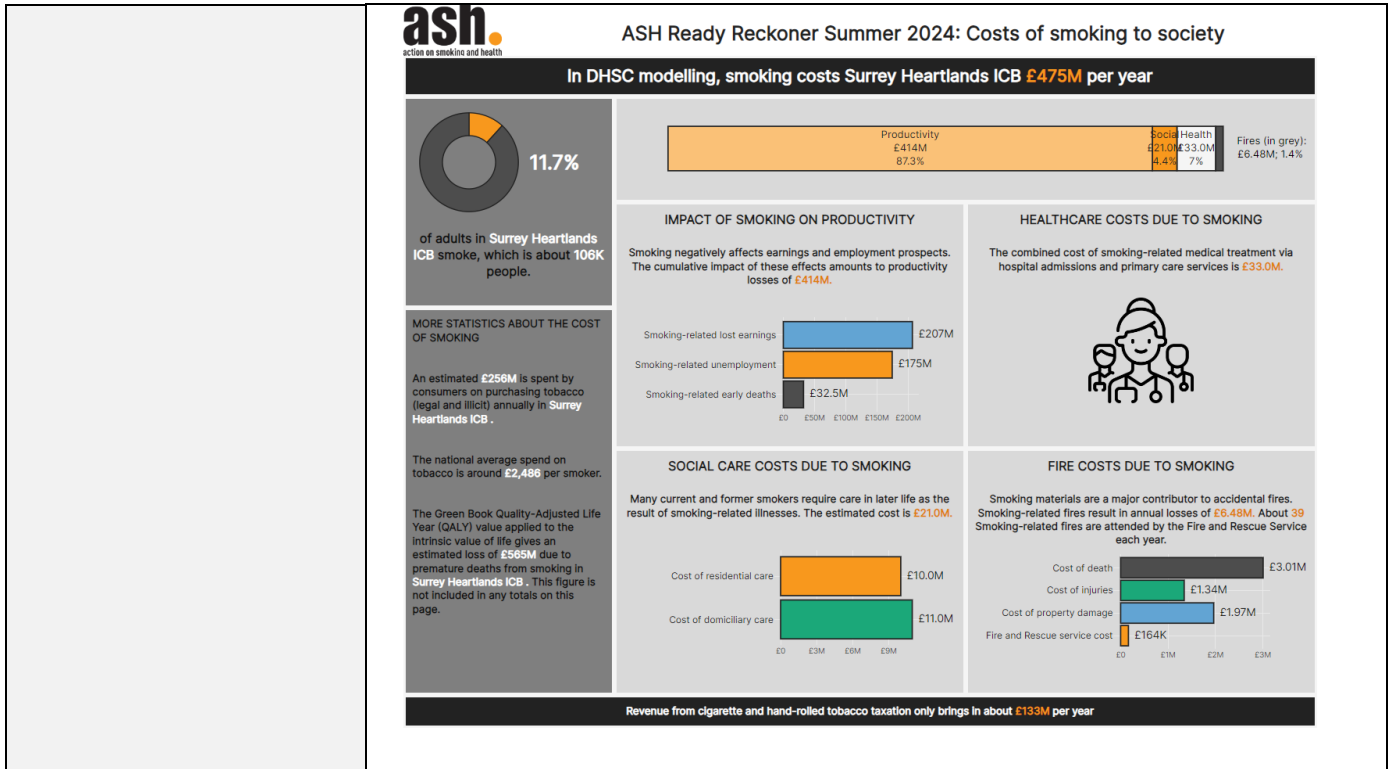 ash.
action on smoking and health
ASH Ready Reckoner Summer 2024: Costs of smoking to society
In DHSC modelling, smoking costs Surrey Heartlands ICB £475M per year
11.7%
of adults in Surrey Heartlands
ICB smoke, which is about 106K
people.
Productivity
£414M
87.3%
Social
£21.0M
4.4%
Health
£33.0M
7%
Fires (in grey):
£6.48M; 1.4%
MORE STATISTICS ABOUT THE COST
OF SMOKING
An estimated £256M is spent by
consumers on purchasing tobacco
(legal and illicit) annually in Surrey
Heartlands ICB .
The national average spend on
tobacco is around £2,486 per smoker.
The Green Book Quality-Adjusted Life
Year (QALY) value applied to the
intrinsic value of life gives an
estimated loss of £565M due to
premature deaths from smoking in
Surrey Heartlands ICB . This figure is
not included in any totals on this
page.
IMPACT OF SMOKING ON PRODUCTIVITY
Smoking negatively affects earnings and employment prospects.
The cumulative impact of these effects amounts to productivity
losses of £414M.
Smoking-related lost earnings £207M
Smoking-related unemployment £175M
Smoking-related early deaths £32.5M
£0 £50M £100M £150M £200M
HEALTHCARE COSTS DUE TO SMOKING
The combined cost of smoking-related medical treatment via
hospital admissions and primary care services is £33.0M.
SOCIAL CARE COSTS DUE TO SMOKING
Many current and former smokers require care in later life as the
result of smoking-related illnesses. The estimated cost is £21.0M.
Cost of residential care £10.0M
Cost of domiciliary care £11.0M
£0 £3M £6M £9M
FIRE COSTS DUE TO SMOKING
Smoking materials are a major contributor to accidental fires.
Smoking-related fires result in annual losses of £6.48M. About 39
Smoking-related fires are attended by the Fire and Rescue Service
each year.
Cost of death £3.01M
Cost of injuries £1.34M
Cost of property damage £1.97M
Fire and Rescue service cost £164K
£0 £1M £2M £3M
Revenue from cigarette and hand-rolled tobacco taxation only brings in about £133M per year